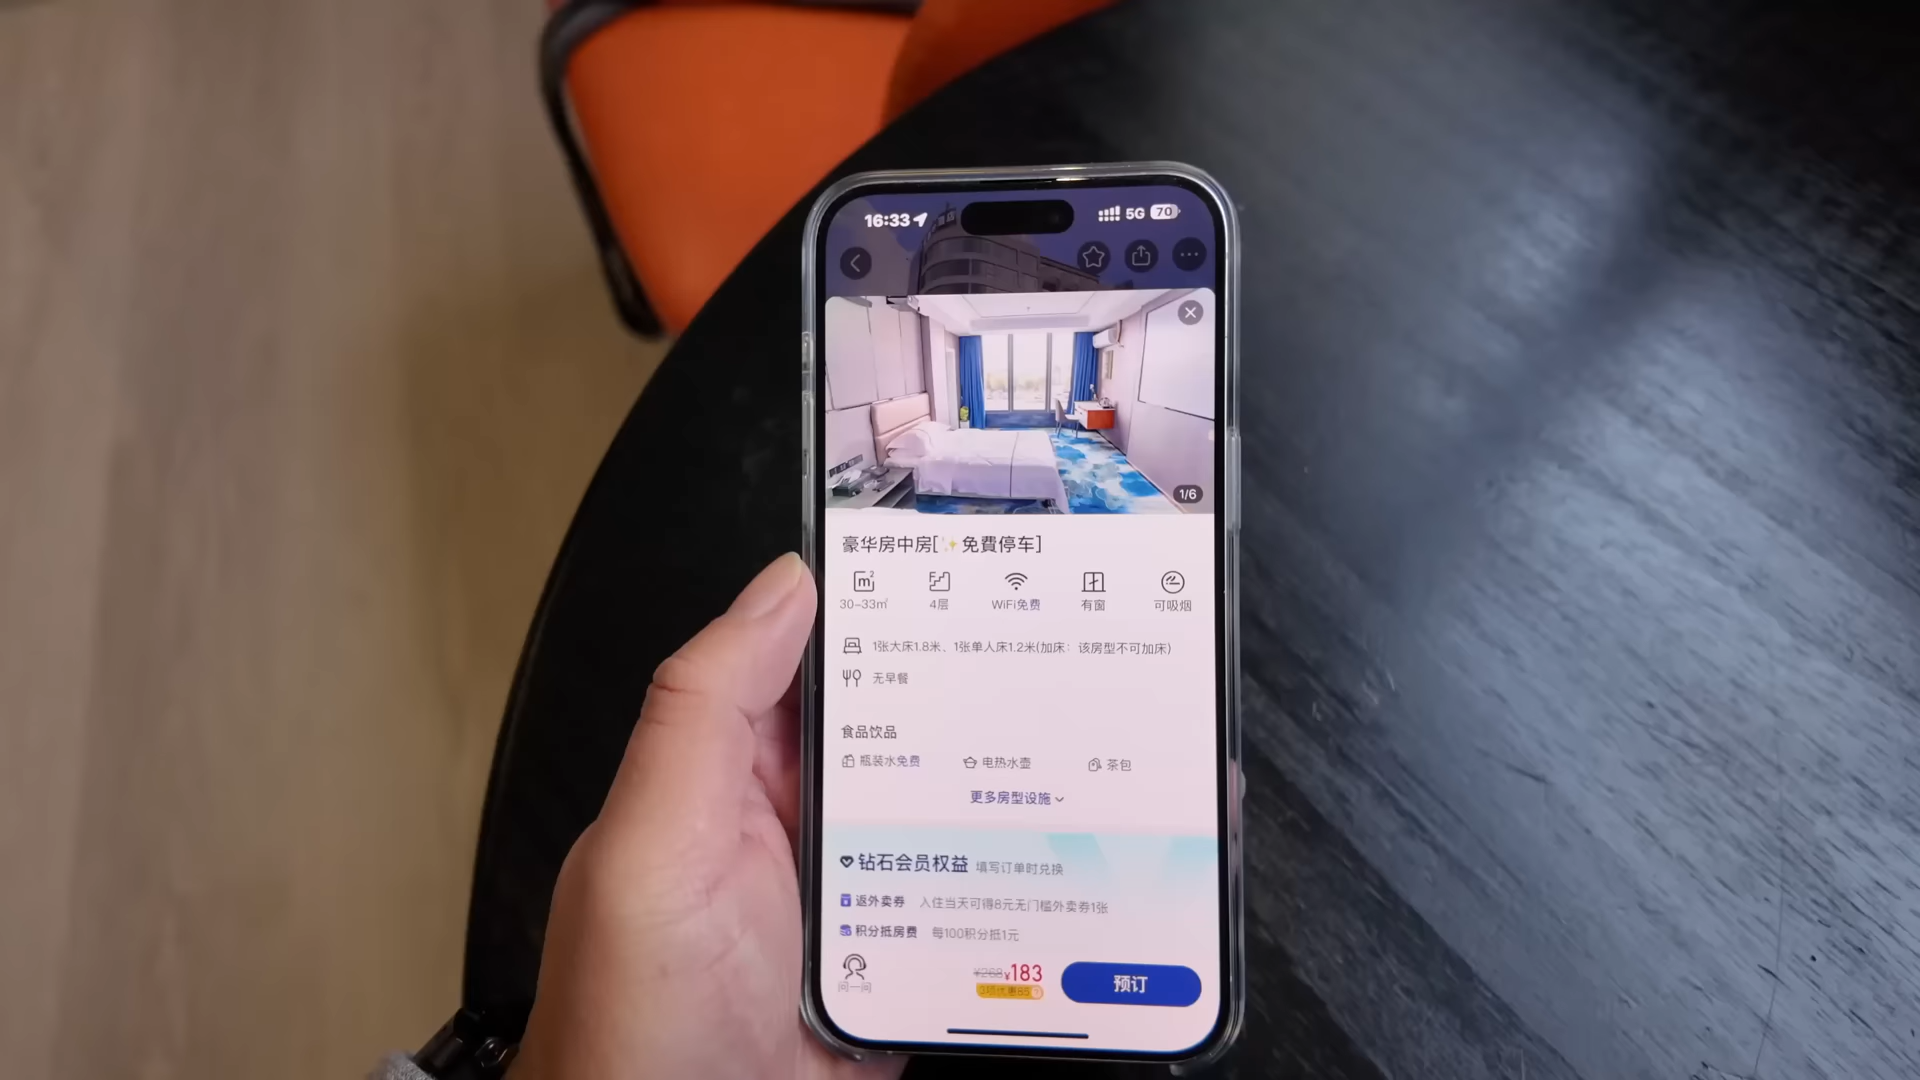 16:33
5G 70
1/6
豪华房中房[✨免費停车]
m²
30-33㎡ 4层 WiFi免费 有窗 可吸烟
1张大床1.8米、1张单人床1.2米(加床：该房型不可加床)
无早餐
食品饮品
瓶装水免费 电热水壶 茶包
更多房型设施
钻石会员权益 填写订单时兑换
返外卖券 入住当天可得8元无门槛外卖券1张
积分抵房费 每100积分抵1元
¥268 ¥183
3项优惠85
问一问
预订